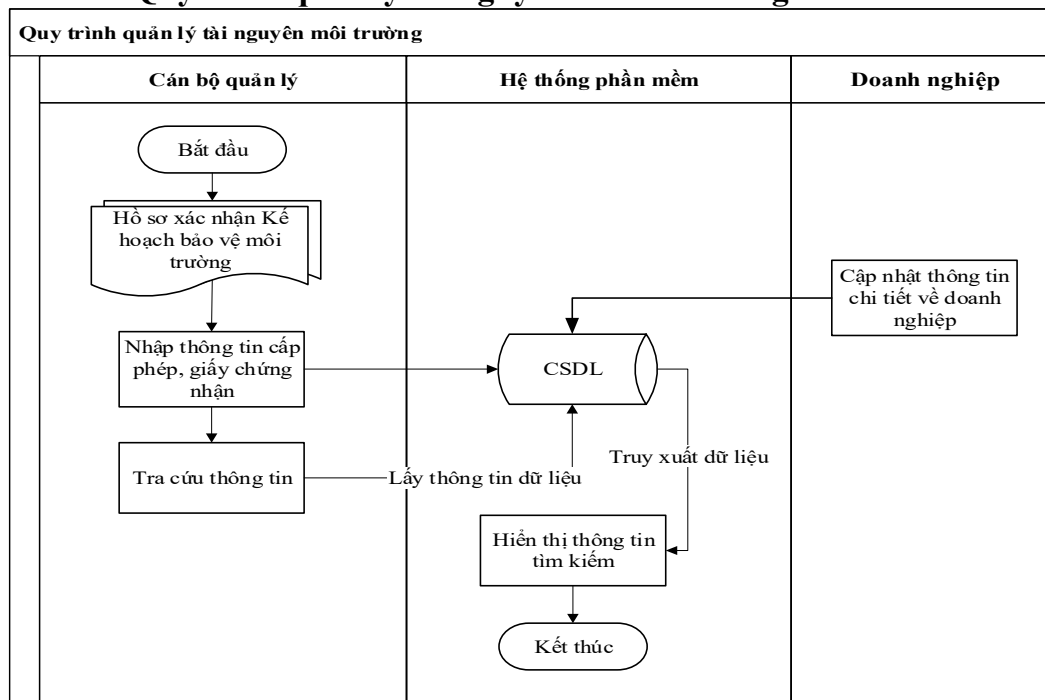 Quy trình quản lý tài nguyên môi trường
Cán bộ quản lý
Hệ thống phần mềm
Doanh nghiệp
Bắt đầu
Hồ sơ xác nhận Kế
hoạch bảo vệ môi
trường
Cập nhật thông tin
chi tiết về doanh
nghiệp
Nhập thông tin cấp
phép, giấy chứng
nhận
CSDL
Tra cứu thông tin
Lấy thông tin dữ liệu
Truy xuất dữ liệu
Hiển thị thông tin
tìm kiếm
Kết thúc